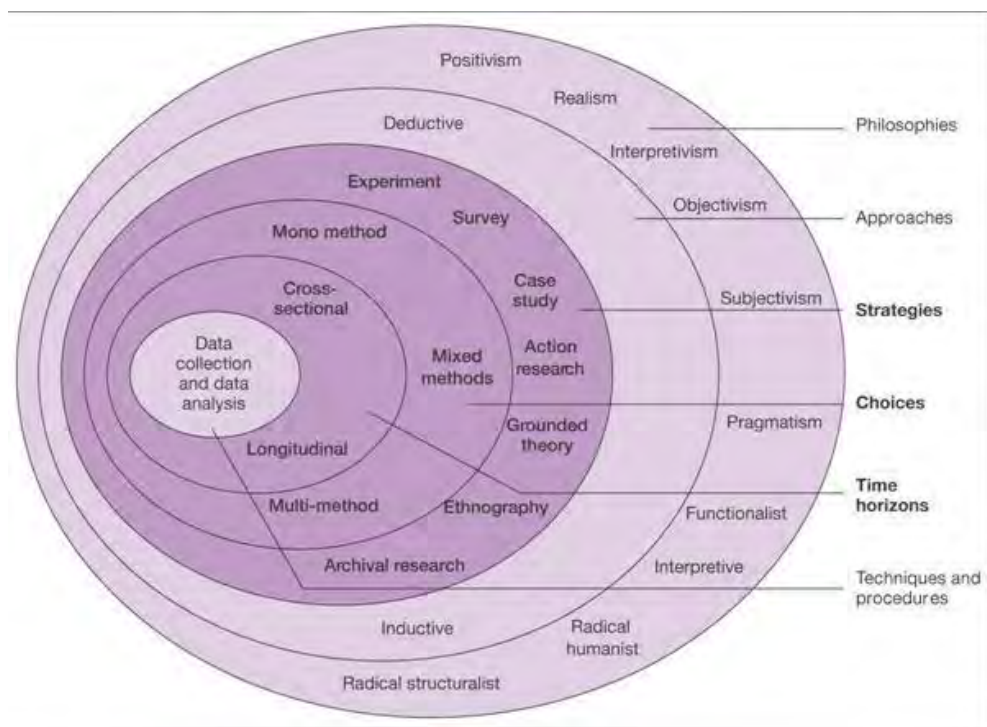 Positivism
Realism
Philosophies
Deductive
Interpretivism
Experiment
Objectivism
Approaches
Survey
Mono method
Case
study
Cross-
sectional
Subjectivism
Strategies
Data
collection
and data
analysis
Mixed
methods
Action
research
Choices
Grounded
theory
Pragmatism
Longitudinal
Time
horizons
Multi-method
Ethnography
Functionalist
Archival research
Interpretive
Techniques and
procedures
Inductive
Radical
humanist
Radical structuralist